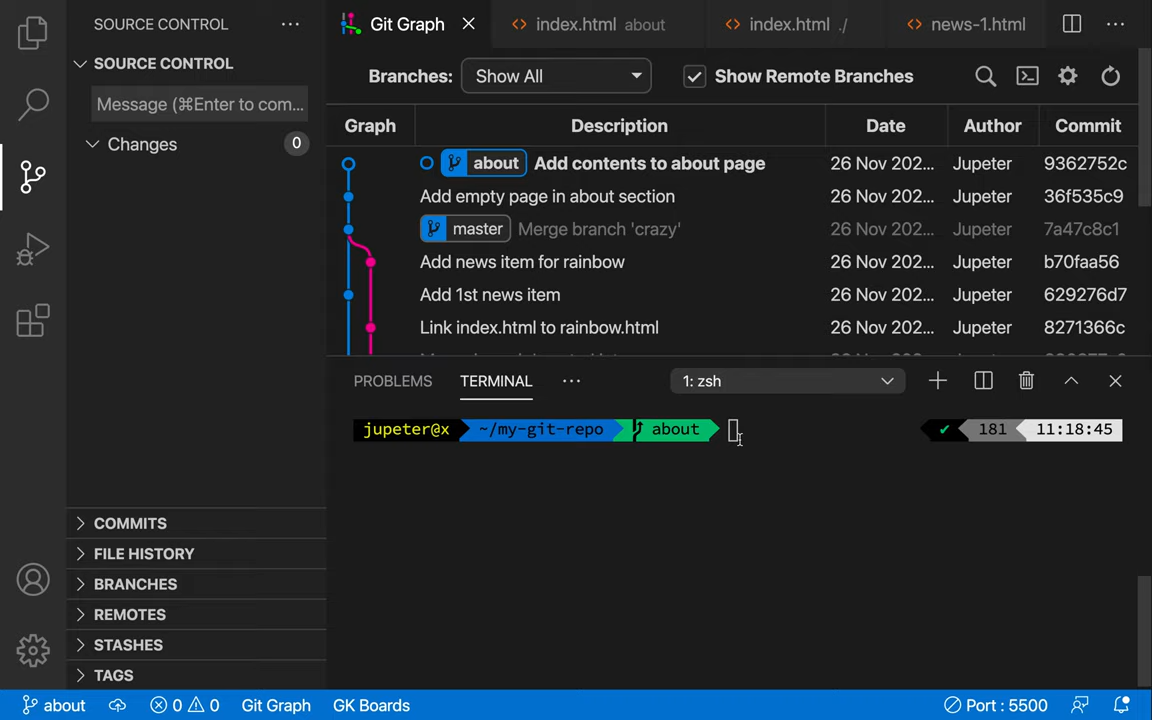 SOURCE CONTROL
SOURCE CONTROL
Message (⌘Enter to com...
Changes 0
COMMITS
FILE HISTORY
BRANCHES
REMOTES
STASHES
TAGS
Git Graph
index.html about
index.html ./
news-1.html
Branches: Show All Show Remote Branches
Graph Description Date Author Commit
about Add contents to about page 26 Nov 202... Jupeter 9362752c
Add empty page in about section 26 Nov 202... Jupeter 36f535c9
master Merge branch 'crazy' 26 Nov 202... Jupeter 7a47c8c1
Add news item for rainbow 26 Nov 202... Jupeter b70faa56
Add 1st news item 26 Nov 202... Jupeter 629276d7
Link index.html to rainbow.html 26 Nov 202... Jupeter 8271366c
PROBLEMS TERMINAL ... 1: zsh
jupeter@x ~/my-git-repo about ✔ 181 11:18:45
about 0 0 Git Graph GK Boards Port : 5500